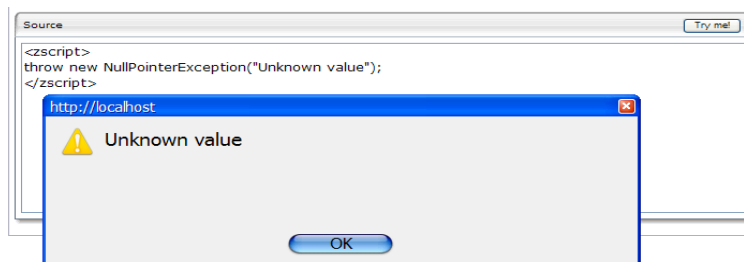 Source
Try me!
<zscript>
throw new NullPointerException("Unknown value");
</zscript>
http://localhost
Unknown value
OK